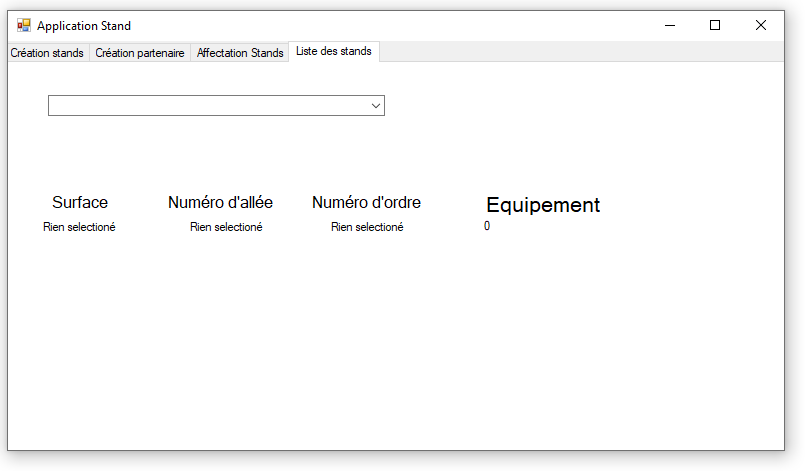 Application Stand
Création stands Création partenaire Affectation Stands Liste des stands
Surface Numéro d'allée Numéro d'ordre Equipement
Rien selectioné Rien selectioné Rien selectioné 0